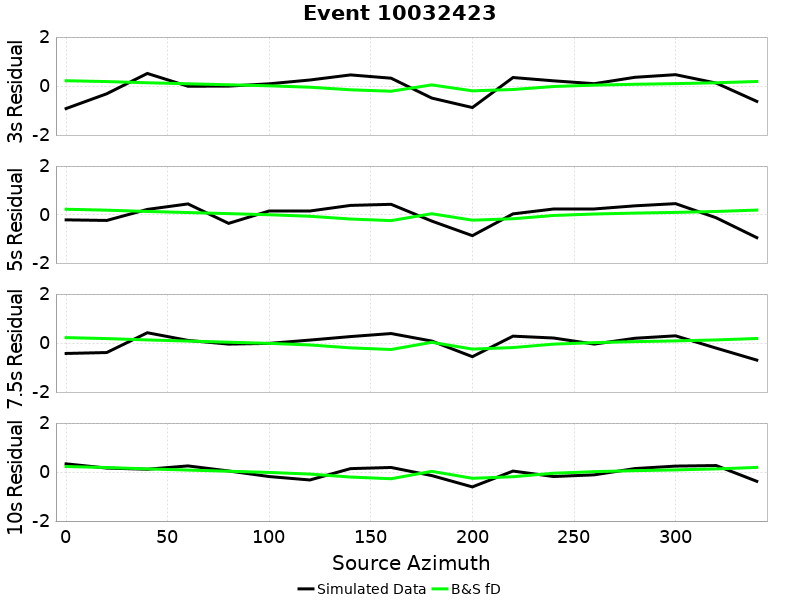 Event 10032423
3s Residual
2
0
-2
5s Residual
2
0
-2
7.5s Residual
2
0
-2
10s Residual
2
0
-2
0 50 100 150 200 250 300
Source Azimuth
Simulated Data B&S fD